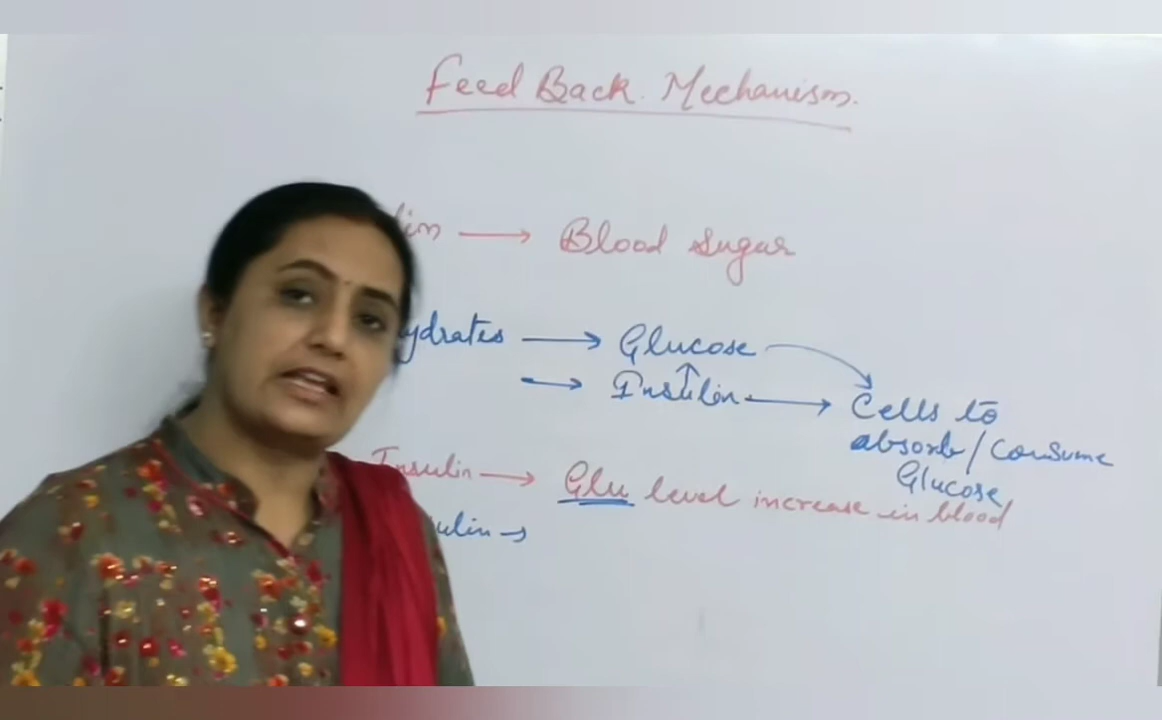 Feed Back Mechanism.
lin → Blood Sugar
ydrates → Glucose
→ Insulin → Cells to
absorb/Consume
Glucose
Insulin → Glu level increase in blood
ulin →